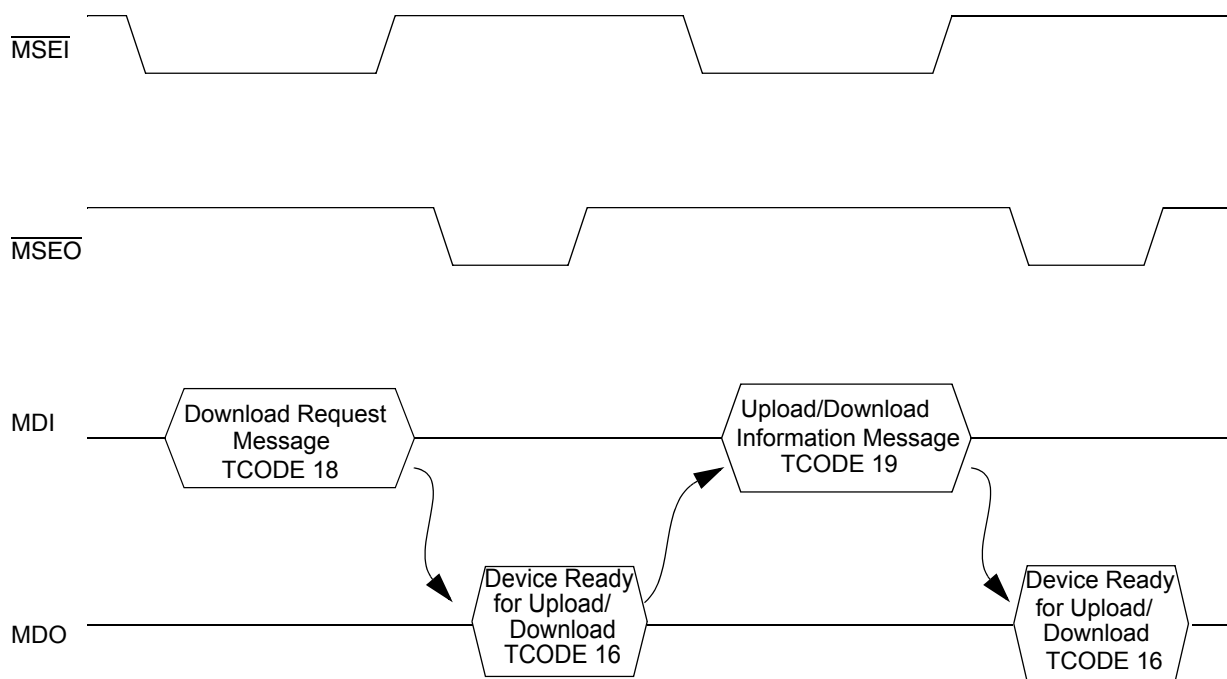 MSEI
MSEO
MDI
Download Request
Message
TCODE 18
Upload/Download
Information Message
TCODE 19
MDO
Device Ready
for Upload/
Download
TCODE 16
Device Ready
for Upload/
Download
TCODE 16